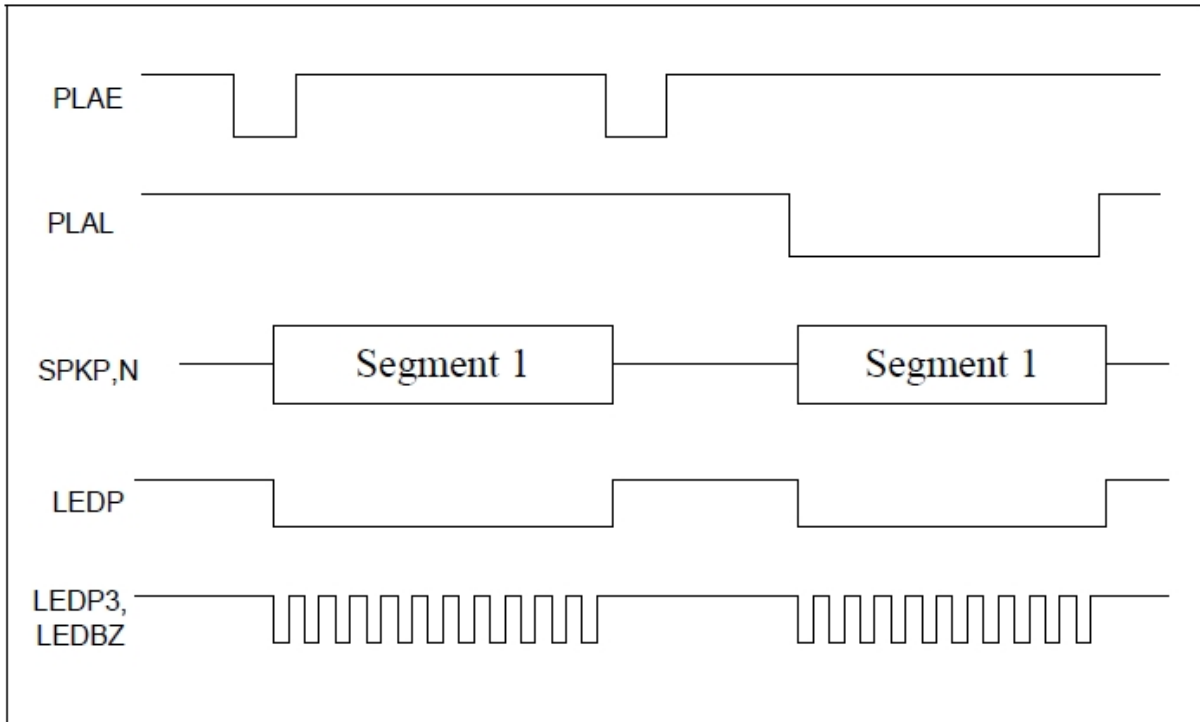 PLAE
PLAL
SPKP,N
Segment 1
Segment 1
LEDP
LEDP3,
LEDBZ